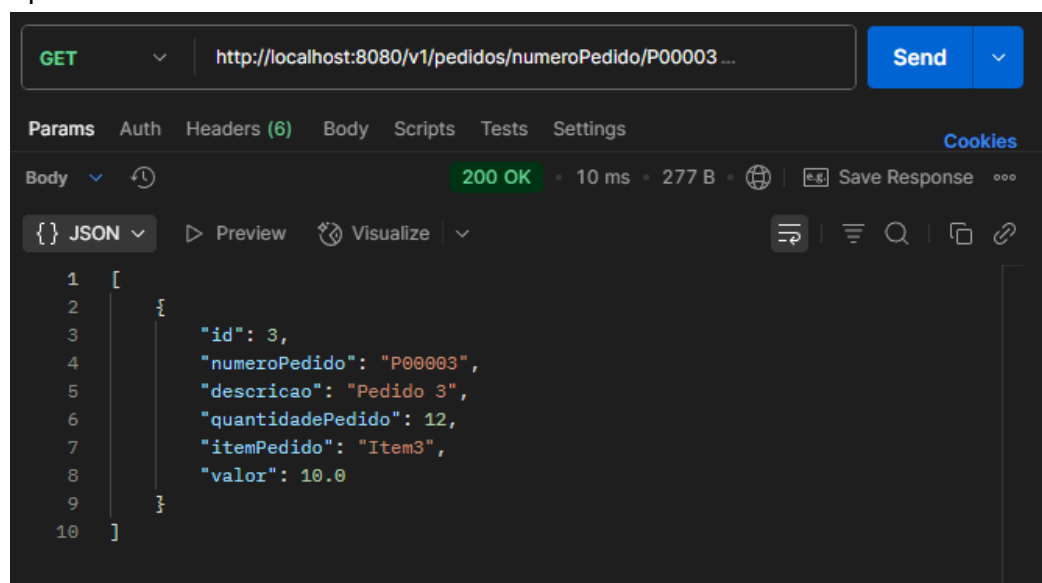 GET http://localhost:8080/v1/pedidos/numeroPedido/P00003 ... Send
Params Auth Headers (6) Body Scripts Tests Settings
Cookies
Body 200 OK • 10 ms • 277 B • e.g. Save Response
{} JSON Preview Visualize
1 [
2 {
3 "id": 3,
4 "numeroPedido": "P00003",
5 "descricao": "Pedido 3",
6 "quantidadePedido": 12,
7 "itemPedido": "Item3",
8 "valor": 10.0
9 }
10 ]